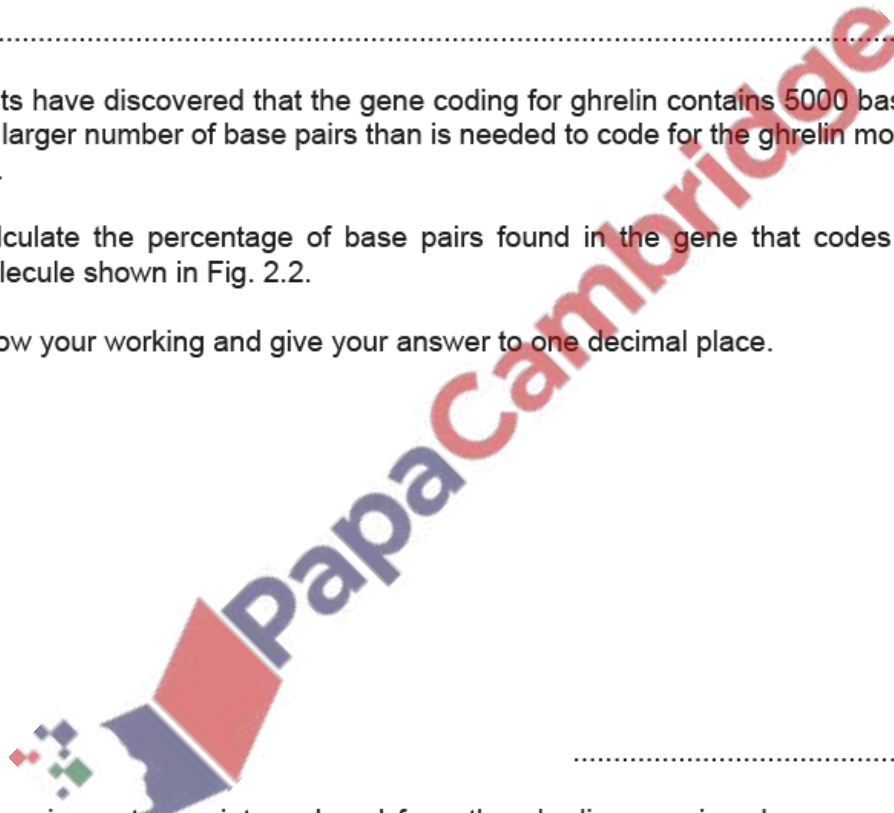 ts have discovered that the gene coding for ghrelin contains 5000 bas
larger number of base pairs than is needed to code for the ghrelin mo
lculate the percentage of base pairs found in the gene that codes
lecule shown in Fig. 2.2.
ow your working and give your answer to one decimal place.
PapaCambridge